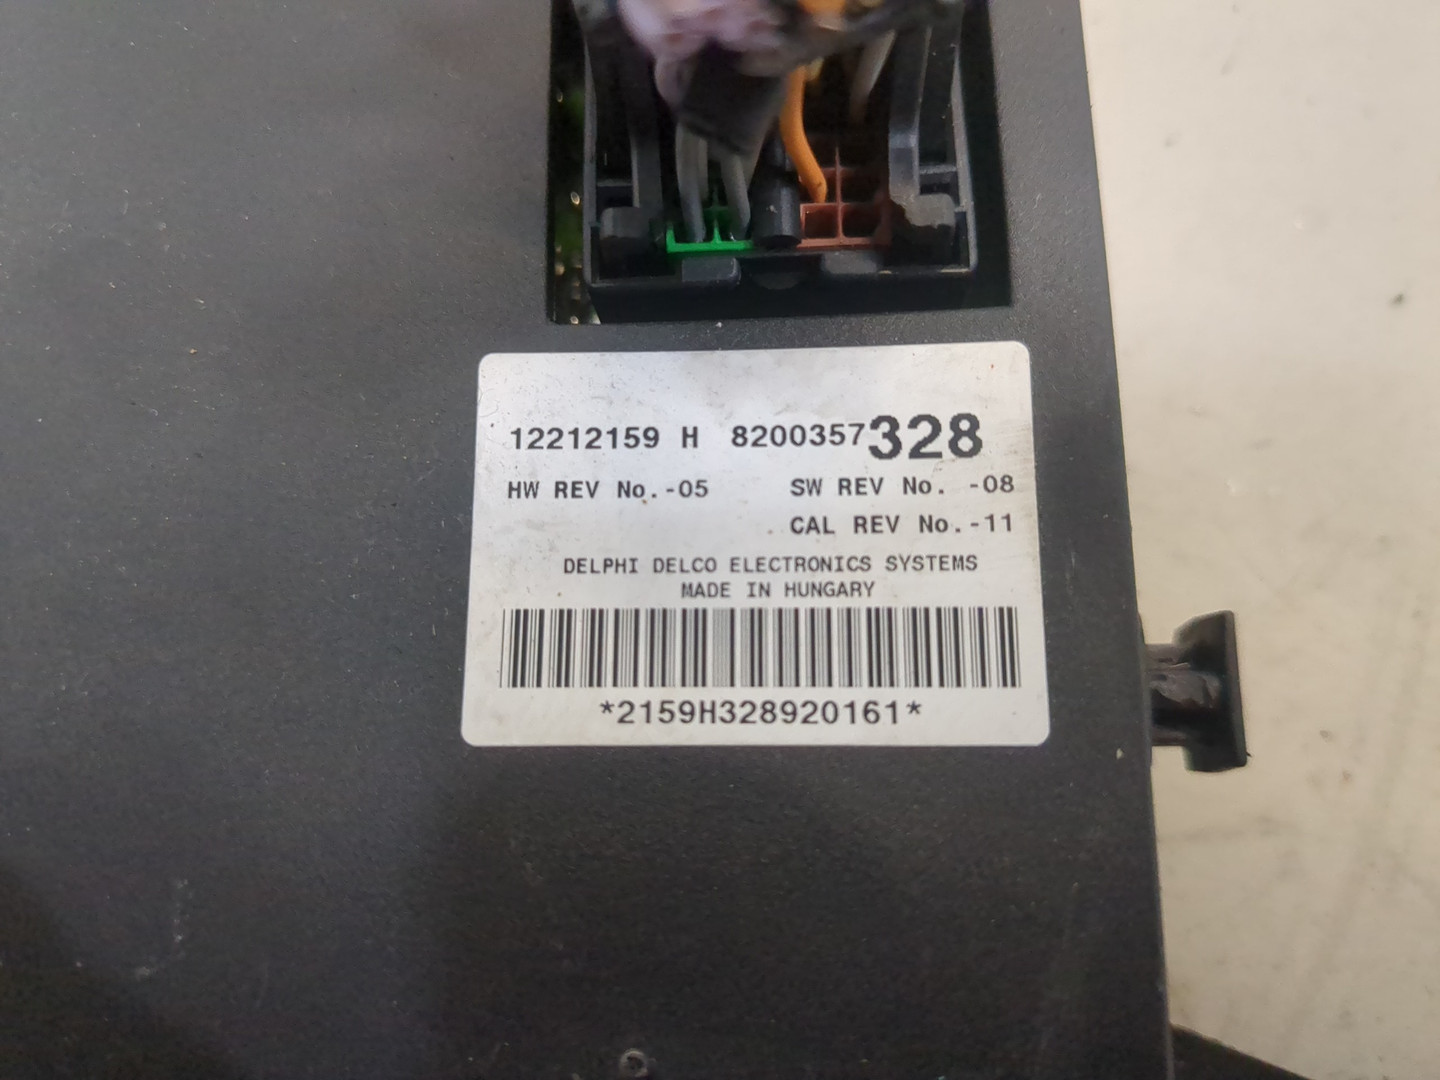 12212159 H 8200357328
HW REV No.-05 SW REV No. -08
CAL REV No.-11
DELPHI DELCO ELECTRONICS SYSTEMS
MADE IN HUNGARY
*2159H328920161*